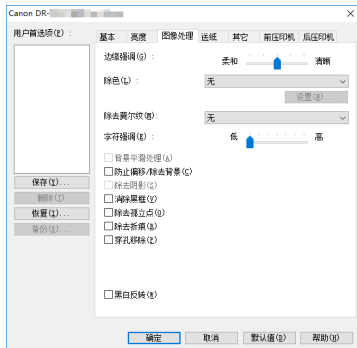 Canon DR-
用户首选项(P) :
基本 亮度 图像处理 送纸 其它 前压印机 后压印机
边缘强调(G) :
柔和 清晰
除色(L) :
无
设置(N)...
除去莫尔纹(M):
无
字符强调(E) :
低 高
背景平滑处理(A)
防止偏移/除去背景(C)
除去阴影(S)
消除黑框(Y)
除去孤立点(O)
除去折痕(R)
穿孔移除(P)
黑白反转(W)
保存(V)...
删除(T)
恢复(I)...
备份(U)...
确定 取消 默认值(D) 帮助(H)